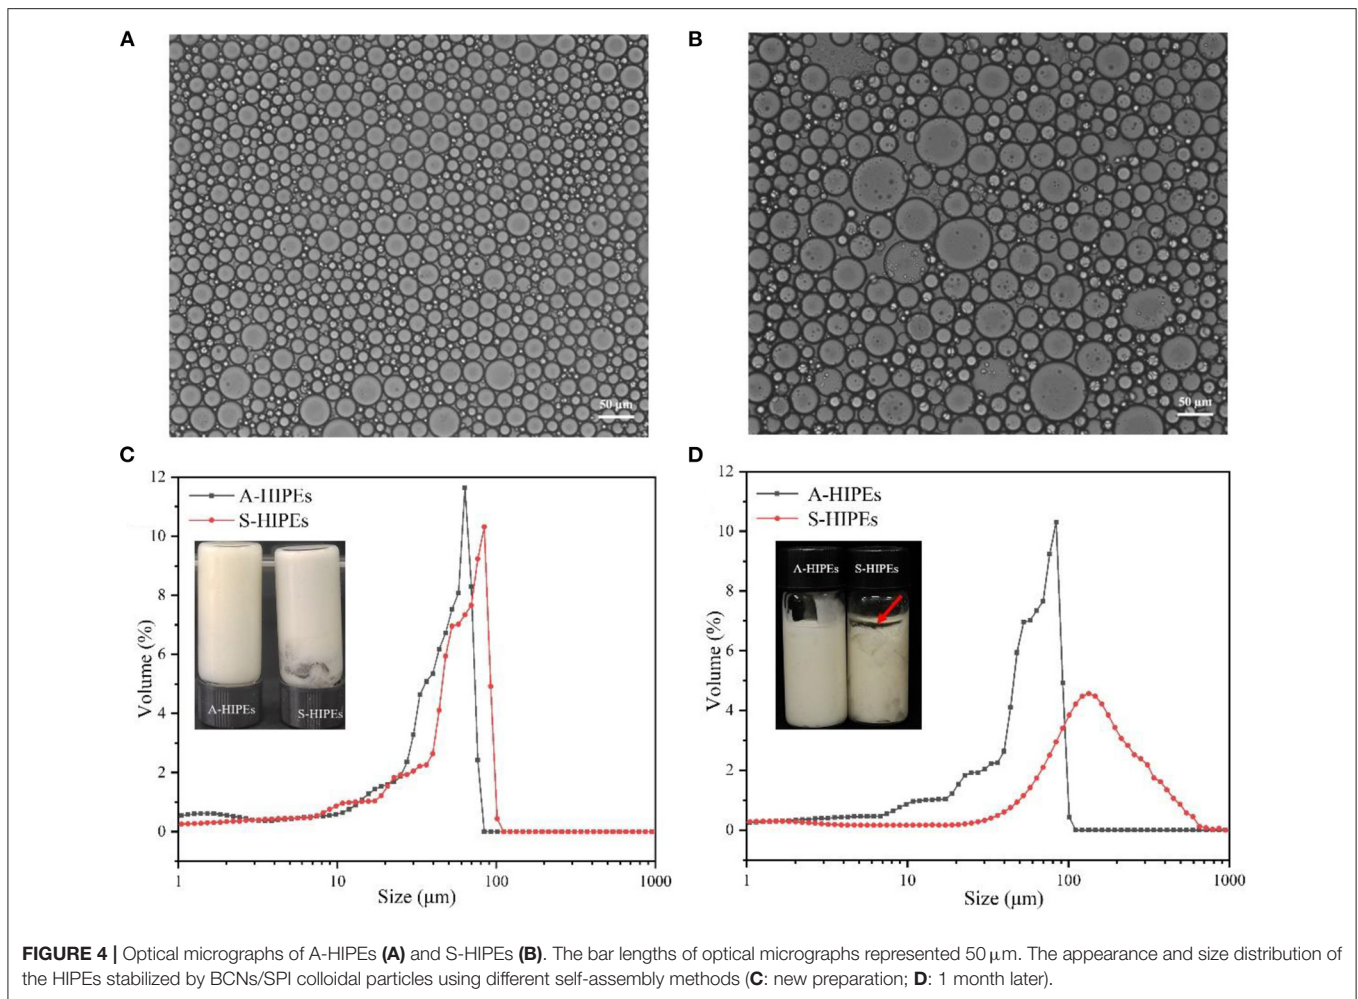 A
B
50 μm
50 μm
C
D
12
10
8
6
4
2
0
Volume (%)
A-HIPEs
S-HIPEs
A-HIPEs
S-HIPEs
1
10
100
1000
Size (μm)
12
10
8
6
4
2
0
Volume (%)
A-HIPEs
S-HIPEs
A-HIPEs
S-HIPEs
1
10
100
1000
Size (μm)
FIGURE 4 | Optical micrographs of A-HIPEs (A) and S-HIPEs (B). The bar lengths of optical micrographs represented 50 μm. The appearance and size distribution of
the HIPEs stabilized by BCNs/SPI colloidal particles using different self-assembly methods (C: new preparation; D: 1 month later).